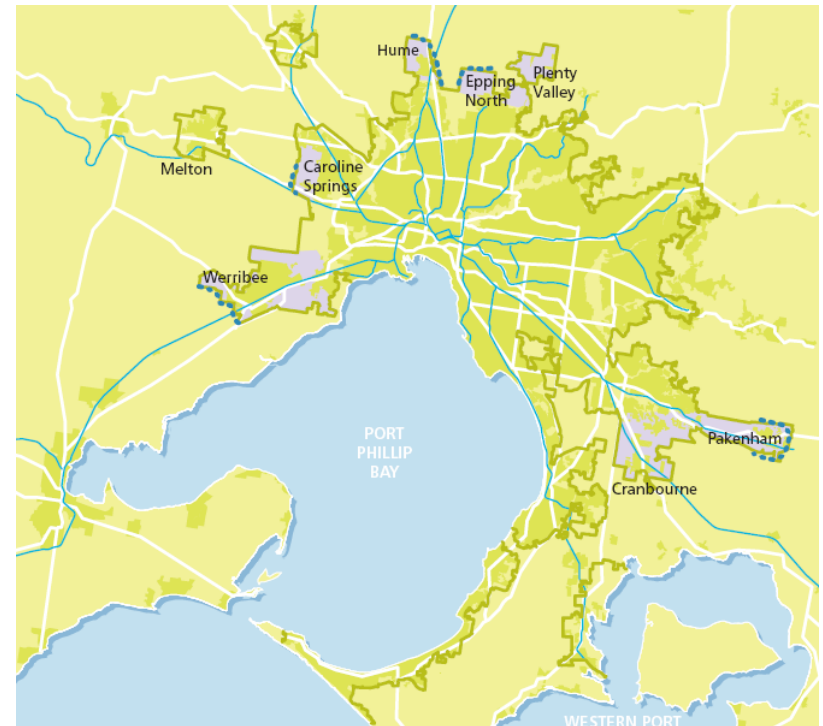 Hume
Epping
North
Plenty
Valley
Melton
Caroline
Springs
Werribee
PORT
PHILLIP
BAY
Pakenham
Cranbourne
WESTERN PORT